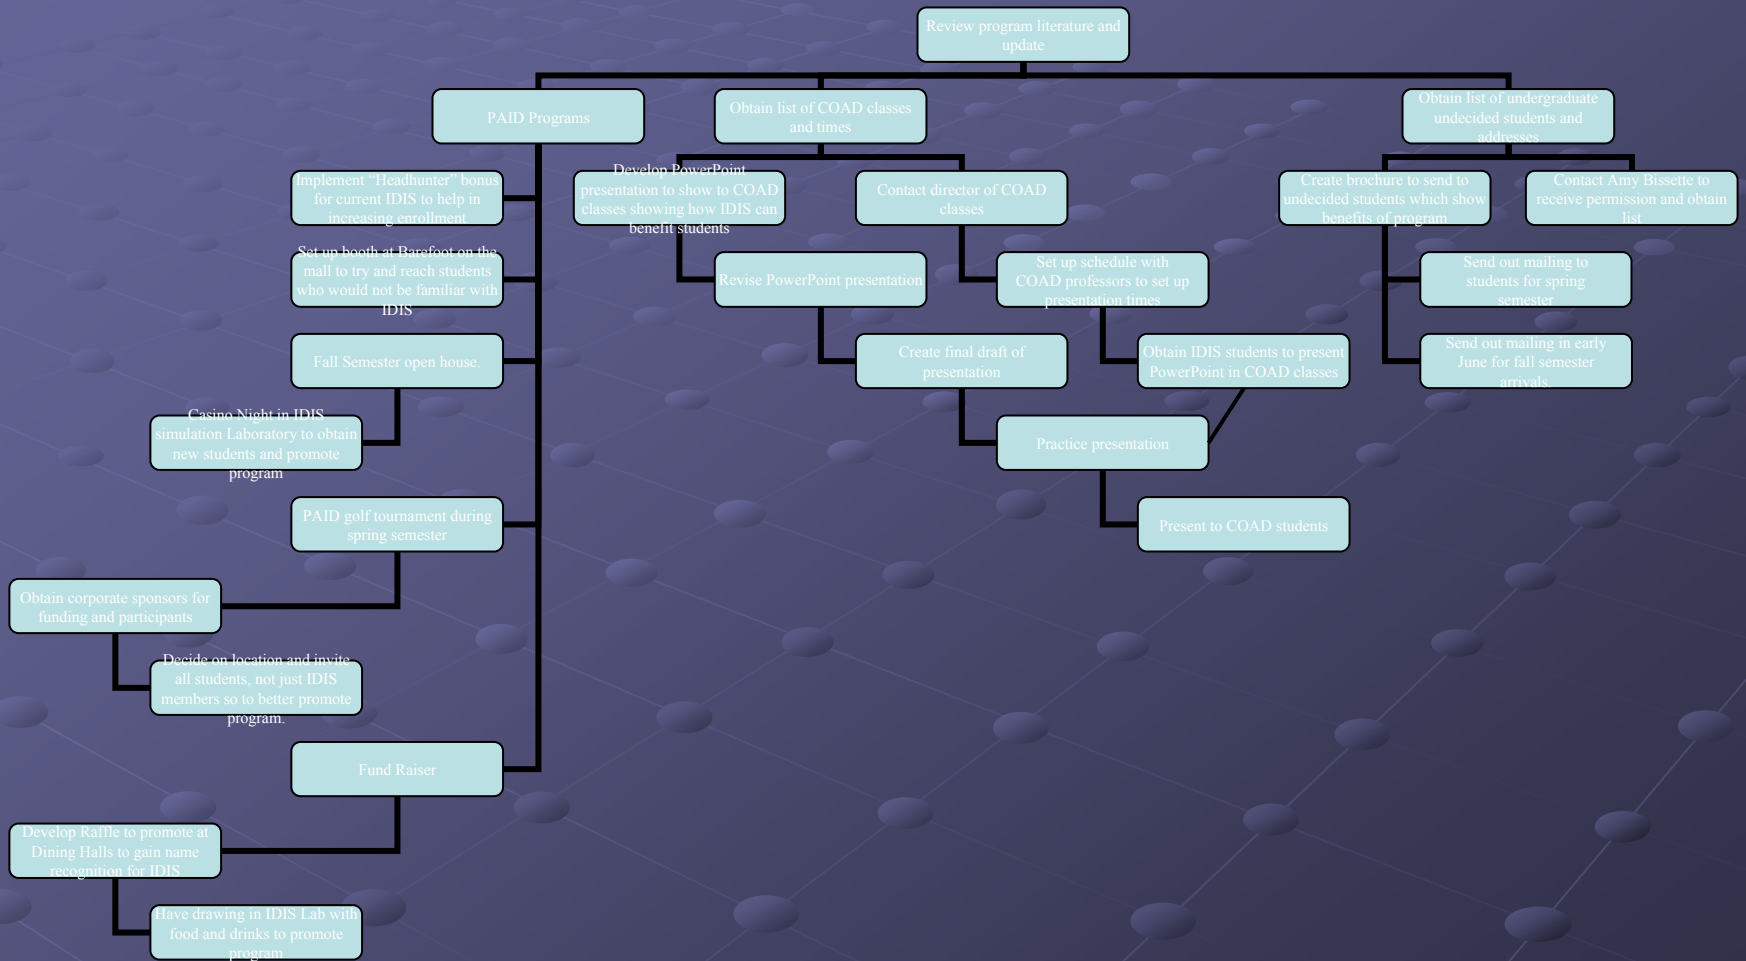 Review program literature and
update
PAID Programs
Obtain list of COAD classes
and times
Obtain list of undergraduate
undecided students and
addresses
Implement “Headhunter” bonus
for current IDIS to help in
increasing enrollment
Develop PowerPoint
presentation to show to COAD
classes showing how IDIS can
benefit students
Contact director of COAD
classes
Create brochure to send to
undecided students which show
benefits of program
Contact Amy Bissette to
receive permission and obtain
list
Set up booth at Barefoot on the
mall to try and reach students
who would not be familiar with
IDIS
Revise PowerPoint presentation
Set up schedule with
COAD professors to set up
presentation times
Send out mailing to
students for spring
semester
Fall Semester open house.
Create final draft of
presentation
Obtain IDIS students to present
PowerPoint in COAD classes
Send out mailing in early
June for fall semester
arrivals.
Casino Night in IDIS
simulation Laboratory to obtain
new students and promote
program
Practice presentation
PAID golf tournament during
spring semester
Present to COAD students
Obtain corporate sponsors for
funding and participants
Decide on location and invite
all students, not just IDIS
members so to better promote
program.
Fund Raiser
Develop Raffle to promote at
Dining Halls to gain name
recognition for IDIS
Have drawing in IDIS Lab with
food and drinks to promote
program